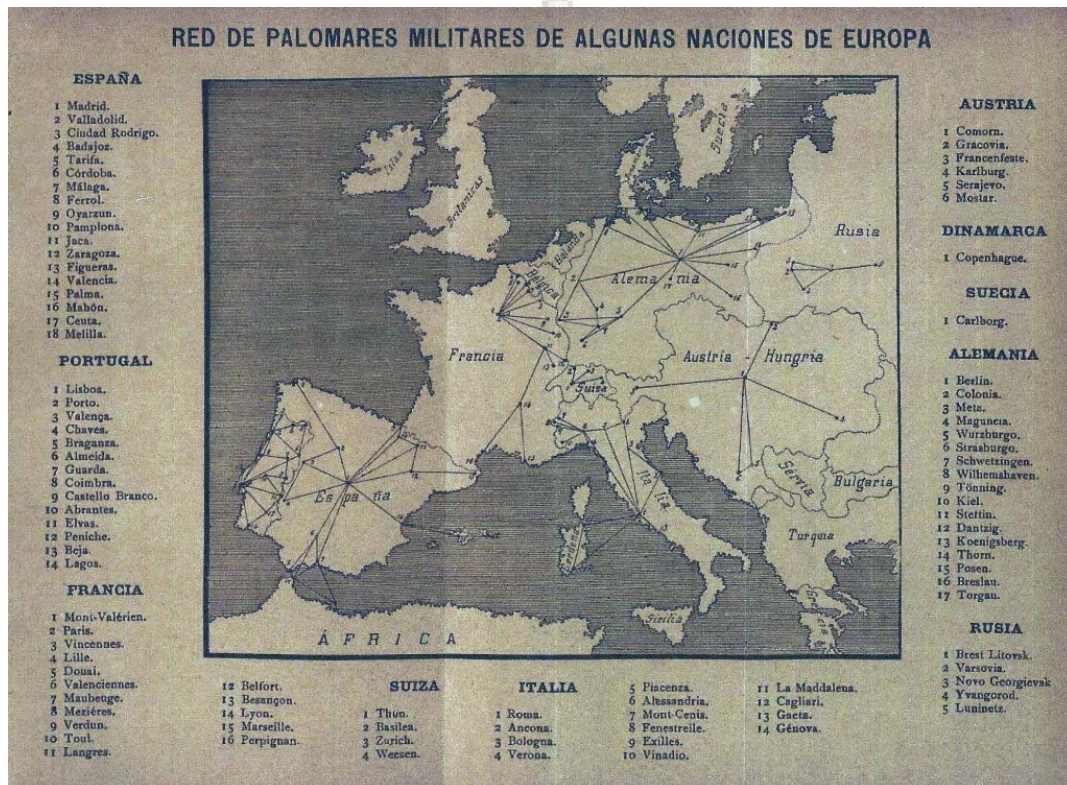 RED DE PALOMARES MILITARES DE ALGUNAS NACIONES DE EUROPA
ESPAÑA
1 Madrid.
2 Valladolid.
3 Ciudad Rodrigo.
4 Badajoz.
5 Tarifa.
6 Córdoba.
7 Málaga.
8 Ferrol.
9 Oyarzun.
10 Pamplona.
11 Jaca.
12 Zaragoza.
13 Figueras.
14 Valencia.
15 Palma.
16 Mahón.
17 Ceuta.
18 Melilla.
PORTUGAL
1 Lisboa.
2 Porto.
3 Valença.
4 Chaves.
5 Braganza.
6 Almeida.
7 Guarda.
8 Coimbra.
9 Castello Branco.
10 Abrantes.
11 Elvas.
12 Peniche.
13 Beja.
14 Lagos.
FRANCIA
1 Mont-Valérien.
2 Paris.
3 Vincennes.
4 Lille.
5 Douai.
6 Valenciennes.
7 Maubeuge.
8 Meziéres.
9 Verdun.
10 Toul.
11 Langres.
12 Belfort.
13 Besançon.
14 Lyon.
15 Marseille.
16 Perpignan.
SUIZA
1 Thun.
2 Basilea.
3 Zurich.
4 Weesen.
ITALIA
1 Roma.
2 Ancona.
3 Bologna.
4 Verona.
5 Piacenza.
6 Alessandria.
7 Mont-Cenis.
8 Fenestrelle.
9 Exilles.
10 Vinadio.
11 La Maddalena.
12 Cagliari.
13 Gaeta.
14 Génova.
AUSTRIA
1 Comorn.
2 Gracovia.
3 Francenfeste.
4 Karlburg.
5 Serajevo.
6 Mostar.
DINAMARCA
1 Copenhague.
SUECIA
1 Carlborg.
ALEMANIA
1 Berlin.
2 Colonia.
3 Metz.
4 Maguncia.
5 Wurzburgo.
6 Strasburgo.
7 Schwetzingen.
8 Wilhemshaven.
9 Tönning.
10 Kiel.
11 Stettin.
12 Dantzig.
13 Koenigsberg.
14 Thorn.
15 Posen.
16 Breslau.
17 Torgau.
RUSIA
1 Brest Litovsk.
2 Varsovia.
3 Novo Georgievsk
4 Yvangorod.
5 Luninetz.
Islas
Britanicas
Suecia
Holanda
Bélgica
Alemania
Rusia
Francia
Suiza
Austria - Hungria
Italia
Servia
Bulgaria
Turquia
Grecia
España
Cerdeña
Sicilia
ÁFRICA